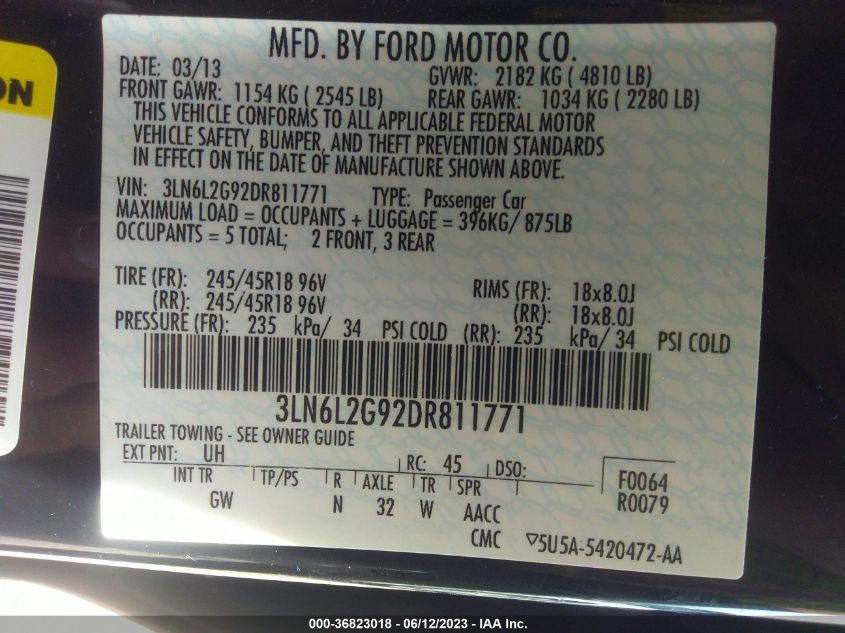 ON
MFD. BY FORD MOTOR CO.
DATE: 03/13 GVWR: 2182 KG ( 4810 LB)
FRONT GAWR: 1154 KG ( 2545 LB) REAR GAWR: 1034 KG ( 2280 LB)
THIS VEHICLE CONFORMS TO ALL APPLICABLE FEDERAL MOTOR
VEHICLE SAFETY, BUMPER, AND THEFT PREVENTION STANDARDS
IN EFFECT ON THE DATE OF MANUFACTURE SHOWN ABOVE.
VIN: 3LN6L2G92DR811771 TYPE: Passenger Car
MAXIMUM LOAD = OCCUPANTS + LUGGAGE = 396KG/ 875LB
OCCUPANTS = 5 TOTAL; 2 FRONT, 3 REAR
TIRE (FR): 245/45R18 96V RIMS (FR): 18x8.0J
(RR): 245/45R18 96V (RR): 18x8.0J
PRESSURE (FR): 235 kPa/ 34 PSI COLD (RR): 235 kPa/ 34 PSI COLD
3LN6L2G92DR811771
TRAILER TOWING - SEE OWNER GUIDE
EXT PNT: UH RC: 45 DSO: F0064
INT TR TP/PS R AXLE TR SPR R0079
GW N 32 W AACC
CMC ▽5U5A-5420472-AA
000-36823018 - 06/12/2023 - IAA Inc.